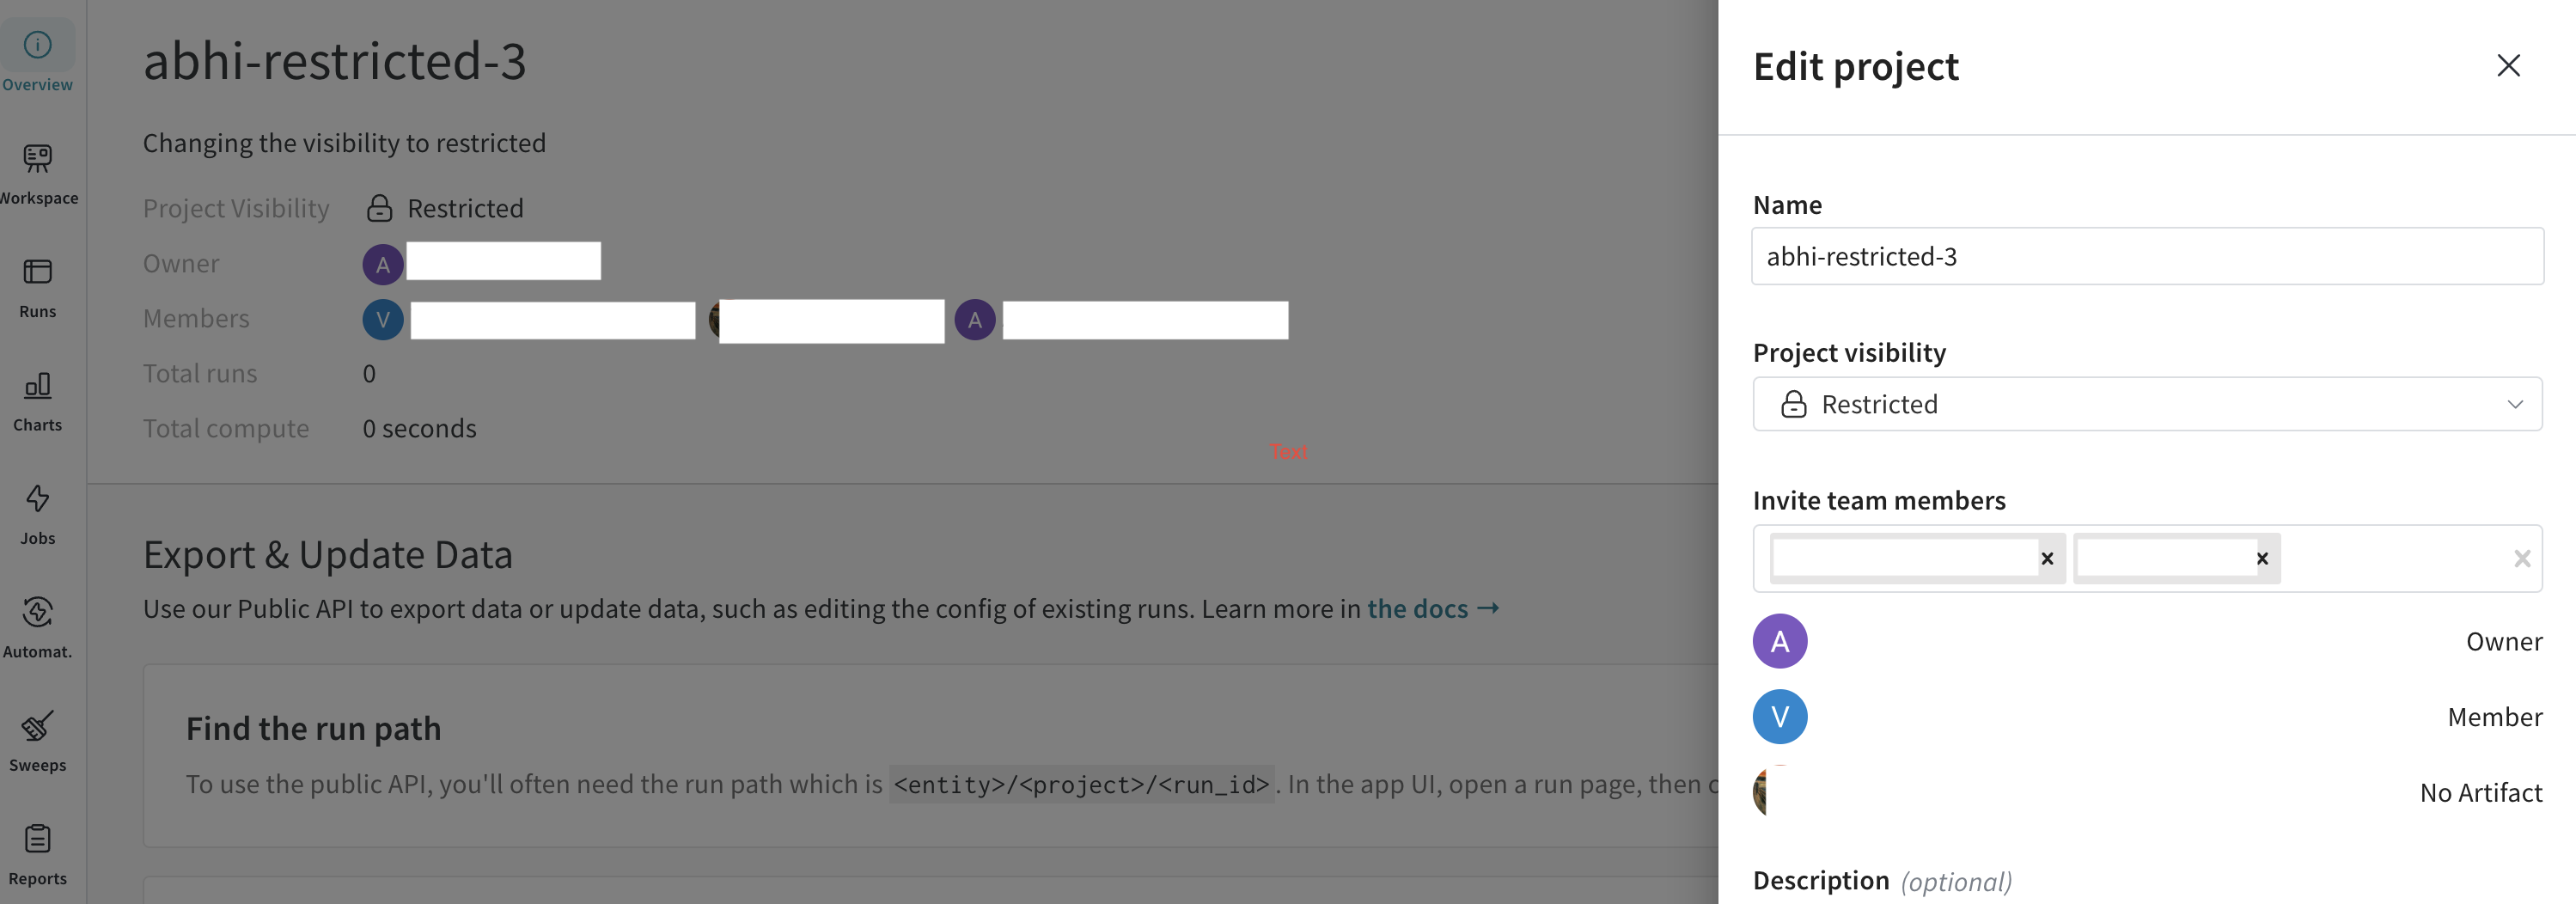 Overview
Workspace
Runs
Charts
Jobs
Automat.
Sweeps
Reports
abhi-restricted-3
Changing the visibility to restricted
Project Visibility Restricted
Owner A
Members V A
Total runs 0
Total compute 0 seconds
Text
Export & Update Data
Use our Public API to export data or update data, such as editing the config of existing runs. Learn more in the docs →
Find the run path
To use the public API, you'll often need the run path which is <entity>/<project>/<run_id>. In the app UI, open a run page, then
Edit project
Name
abhi-restricted-3
Project visibility
Restricted
Invite team members
A Owner
V Member
No Artifact
Description (optional)